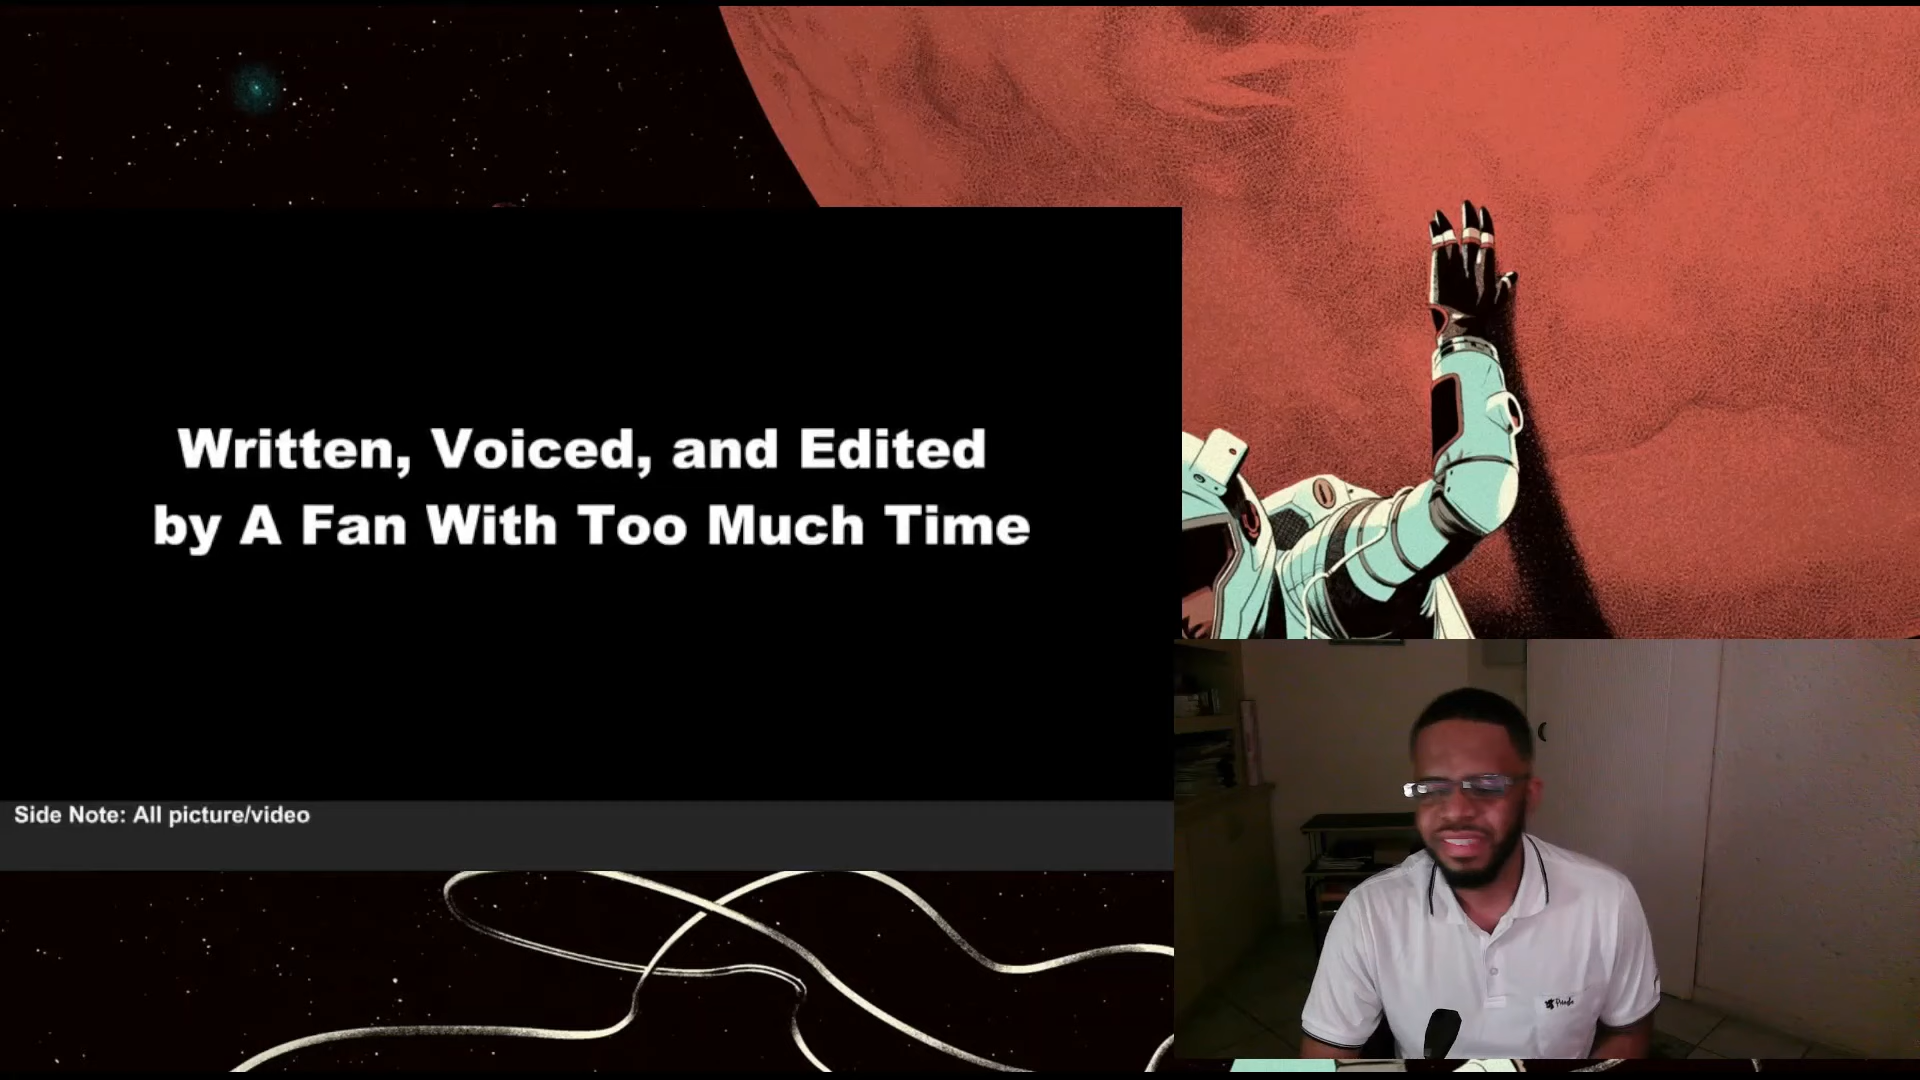 Written, Voiced, and Edited
by A Fan With Too Much Time
Side Note: All picture/video